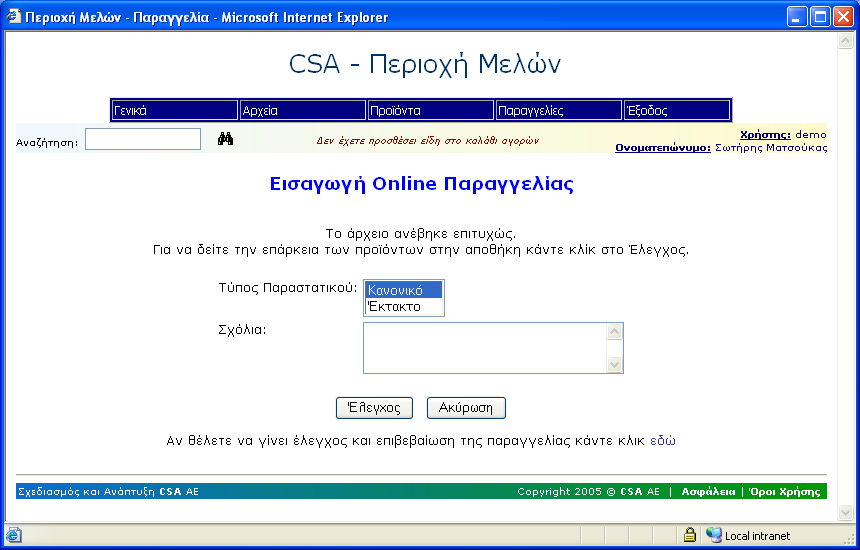 Περιοχή Μελών - Παραγγελία - Microsoft Internet Explorer
CSA - Περιοχή Μελών
Γενικά Αρχεία Προϊόντα Παραγγελίες Έξοδος
Αναζήτηση: Δεν έχετε προσθέσει είδη στο καλάθι αγορών Χρήστης: demo
Ονοματεπώνυμο: Σωτήρης Ματσούκας
Εισαγωγή Online Παραγγελίας
Το άρχειο ανέβηκε επιτυχώς.
Για να δείτε την επάρκεια των προϊόντων στην αποθήκη κάντε κλίκ στο Έλεγχος.
Τύπος Παραστατικού: Κανονικό
Έκτακτο
Σχόλια:
Έλεγχος Ακύρωση
Αν θέλετε να γίνει έλεγχος και επιβεβαίωση της παραγγελίας κάντε κλικ εδώ
Σχεδιασμός και Ανάπτυξη CSA AE Copyright 2005 © CSA AE | Ασφάλεια | Όροι Χρήσης
Local intranet